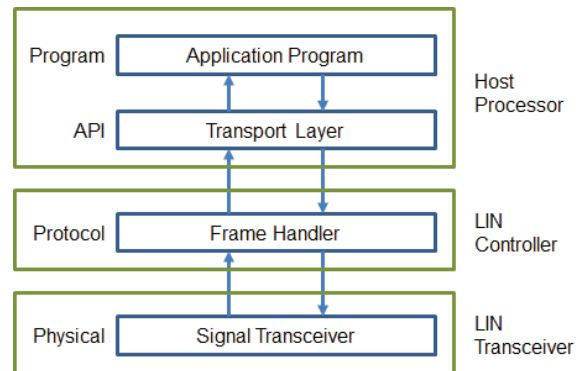 Program
Application Program
Host
Processor
API
Transport Layer
Protocol
Frame Handler
LIN
Controller
Physical
Signal Transceiver
LIN
Transceiver